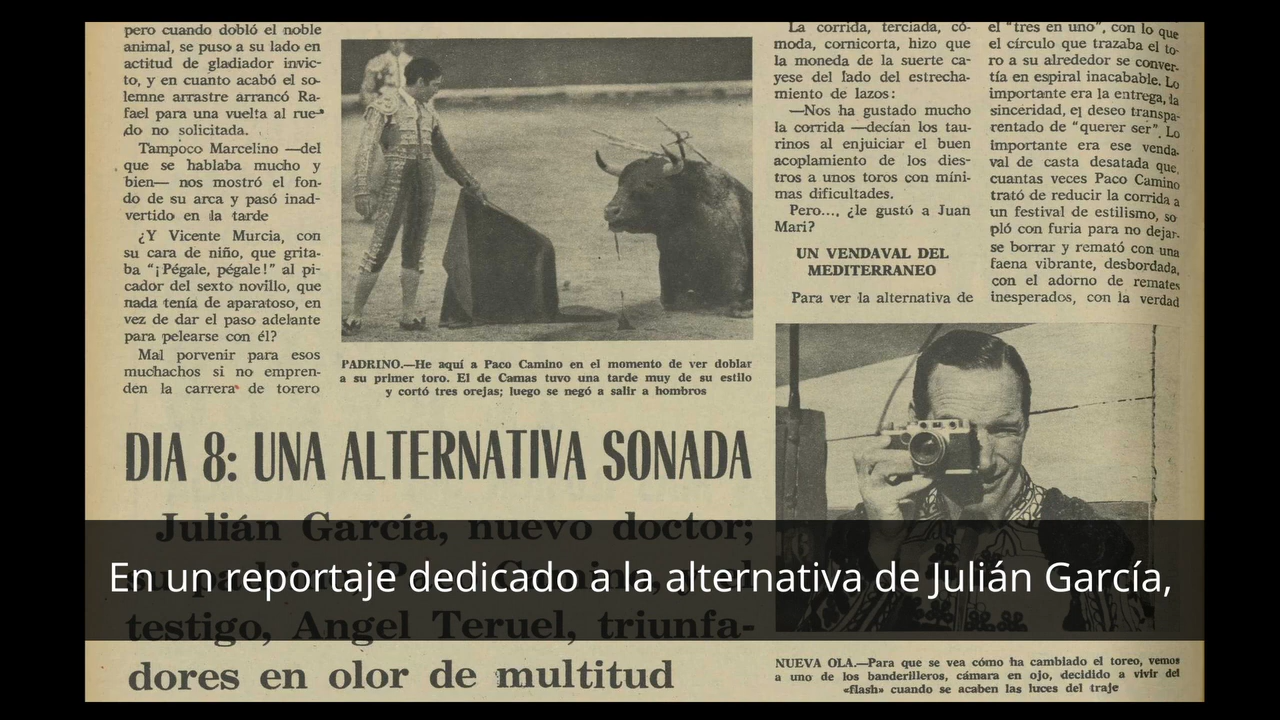 pero cuando dobló el noble
animal, se puso a su lado en
actitud de gladiador invic-
to, y en cuanto acabó el so-
lemne arrastre arrancó Ra-
fael para una vuelta al rue-
do no solicitada.
Tampoco Marcelino —del
que se hablaba mucho y
bien— nos mostró el fon-
do de su arca y pasó inad-
vertido en la tarde
¿Y Vicente Murcia, con
su cara de niño, que grita-
ba "¡Pégale, pégale!" al pi-
cador del sexto novillo, que
nada tenía de aparatoso, en
vez de dar el paso adelante
para pelearse con él?
Mal porvenir para esos
muchachos si no empren-
den la carrera de torero
PADRINO.—He aquí a Paco Camino en el momento de ver doblar
a su primer toro. El de Camas tuvo una tarde muy de su estilo
y cortó tres orejas; luego se negó a salir a hombros
DIA 8: UNA ALTERNATIVA SONADA
Julián García, nuevo doctor;
su padrino, Paco Camino, y el
testigo, Angel Teruel, triunfa-
dores en olor de multitud
La corrida, terciada, có-
moda, cornicorta, hizo que
la moneda de la suerte ca-
yese del lado del estrecha-
miento de lazos:
—Nos ha gustado mucho
la corrida —decían los tau-
rinos al enjuiciar el buen
acoplamiento de los dies-
tros a unos toros con míni-
mas dificultades.
Pero..., ¿le gustó a Juan
Mari?
UN VENDAVAL DEL
MEDITERRANEO
Para ver la alternativa de
el "tres en uno", con lo que
el círculo que trazaba el to-
ro a su alrededor se conver-
tía en espiral inacabable. Lo
importante era la entrega, la
sinceridad, el deseo transpa-
rentado de "querer ser". Lo
importante era ese venda-
val de casta desatada que,
cuantas veces Paco Camino
trató de reducir la corrida a
un festival de estilismo, so-
pló con furia para no dejar-
se borrar y remató con una
faena vibrante, desbordada,
con el adorno de remates
inesperados, con la verdad
NUEVA OLA.—Para que se vea cómo ha cambiado el toreo, vemos
a uno de los banderilleros, cámara en ojo, decidido a vivir del
«flash» cuando se acaben las luces del traje
En un reportaje dedicado a la alternativa de Julián García,